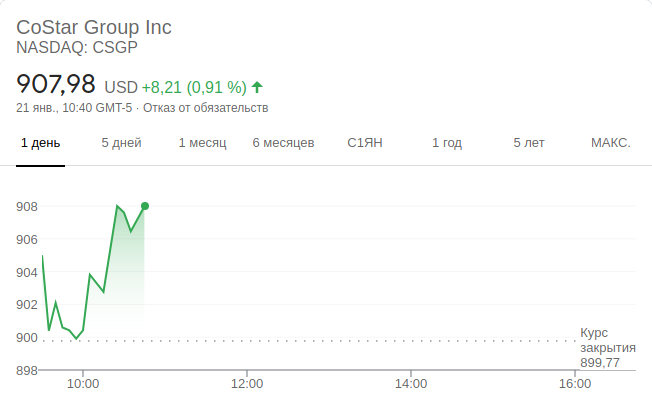 CoStar Group Inc
NASDAQ: CSGP
907,98 USD +8,21 (0,91 %)
21 янв., 10:40 GMT-5 · Отказ от обязательств
1 день 5 дней 1 месяц 6 месяцев С1ЯН 1 год 5 лет МАКС.
908
906
904
902
900
Курс
закрытия
899,77
898
10:00 12:00 14:00 16:00